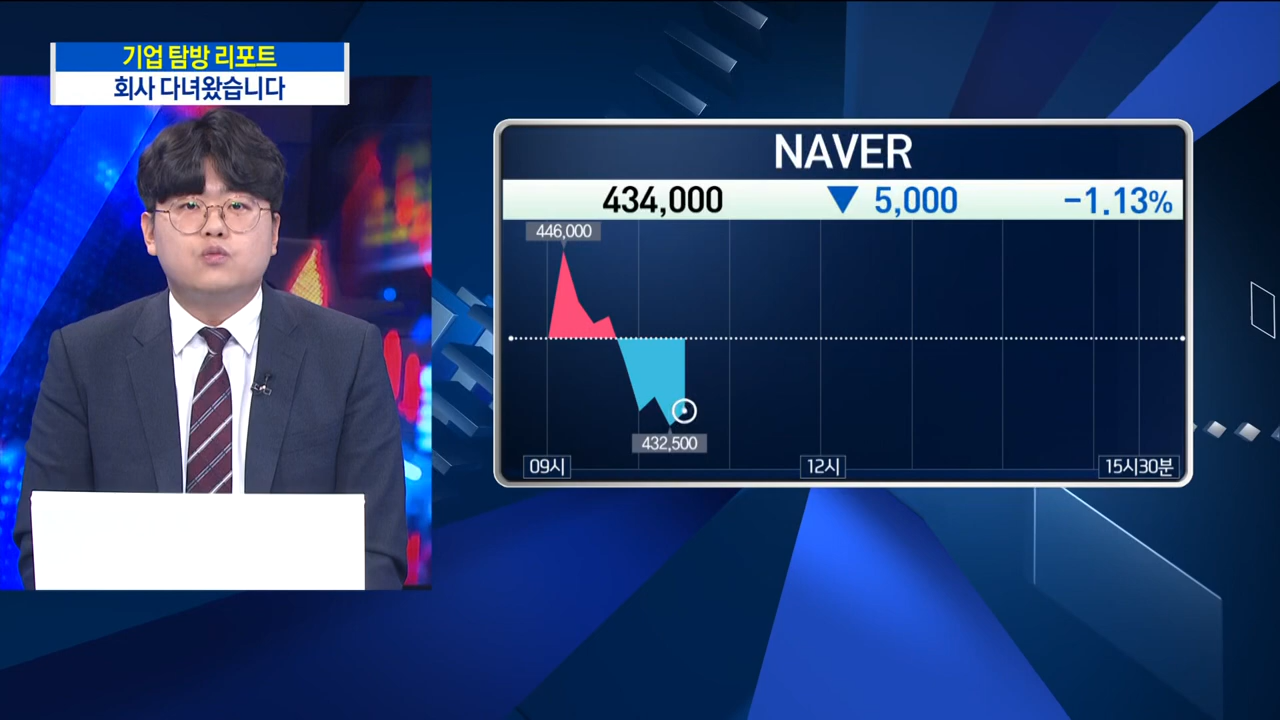 기업 탐방 리포트
회사 다녀왔습니다
NAVER
434,000 ▼ 5,000 -1.13%
446,000
432,500
09시 12시 15시30분